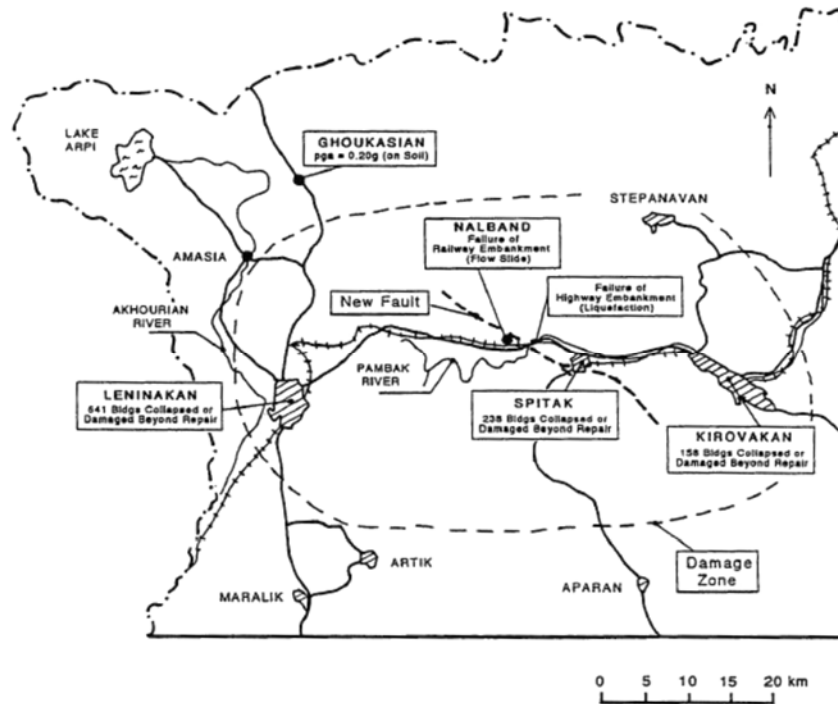 N
LAKE
ARPI
GHOUKASIAN
pga = 0.20g (on Soil)
STEPANAVAN
NALBAND
Failure of
Railway Embankment
(Flow Slide)
AMASIA
Failure of
Highway Embankment
(Liquefaction)
New Fault
AKHOURIAN
RIVER
PAMBAK
RIVER
LENINAKAN
541 Bldgs Collapsed or
Damaged Beyond Repair
SPITAK
238 Bldgs Collapsed or
Damaged Beyond Repair
KIROVAKAN
158 Bldgs Collapsed or
Damaged Beyond Repair
Damage
Zone
ARTIK
MARALIK
APARAN
0 5 10 15 20 km